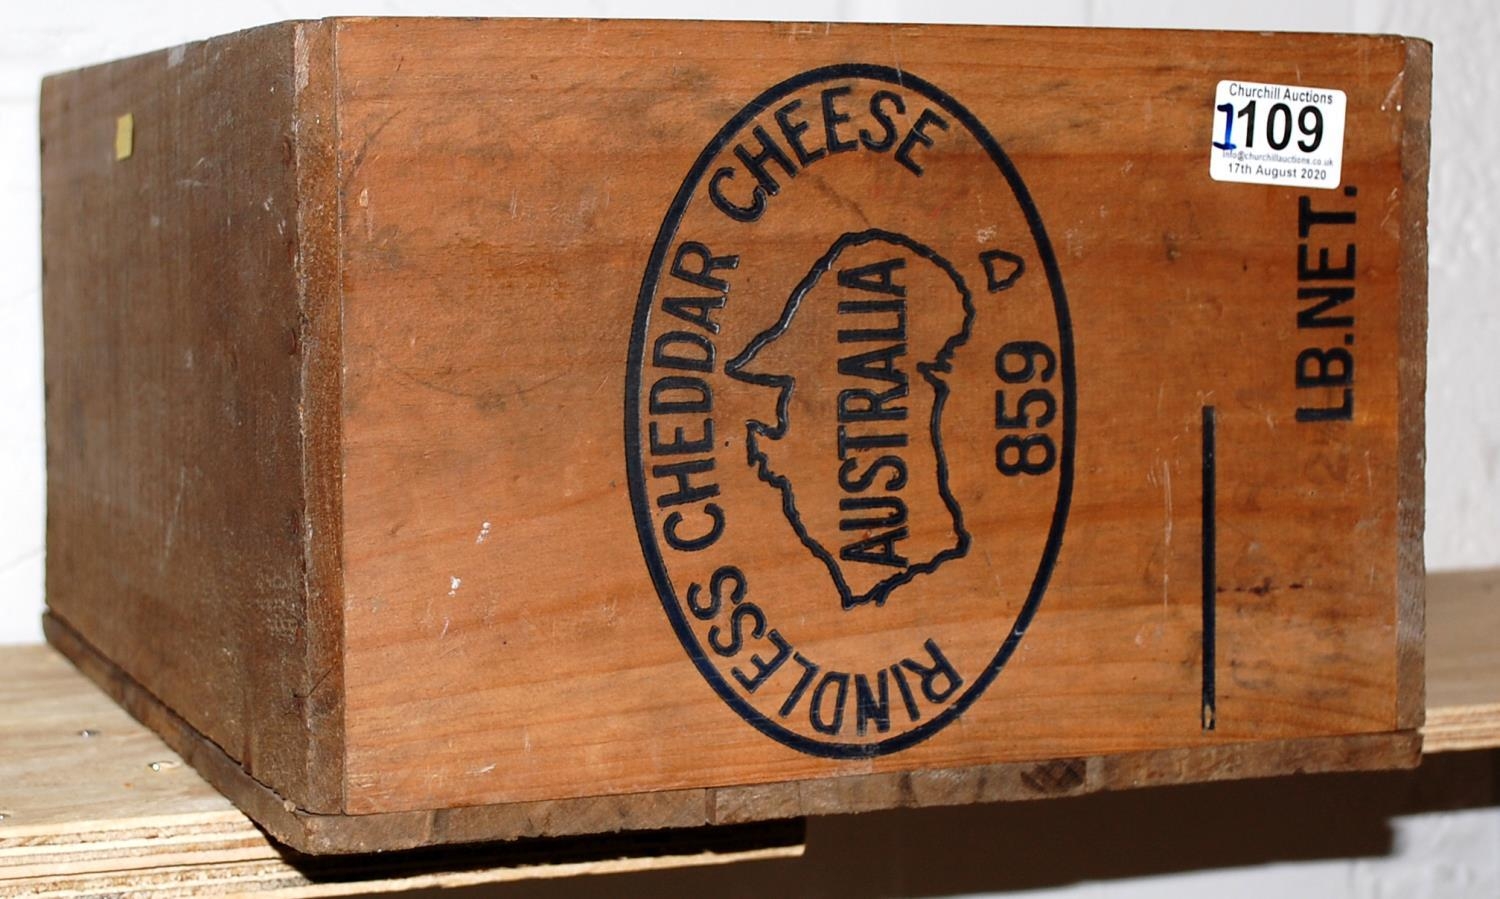 RINDLESS CHEDDAR CHEESE
AUSTRALIA
859
LB.NET.
Churchill Auctions
1109
info@churchillauctions.co.uk
17th August 2020